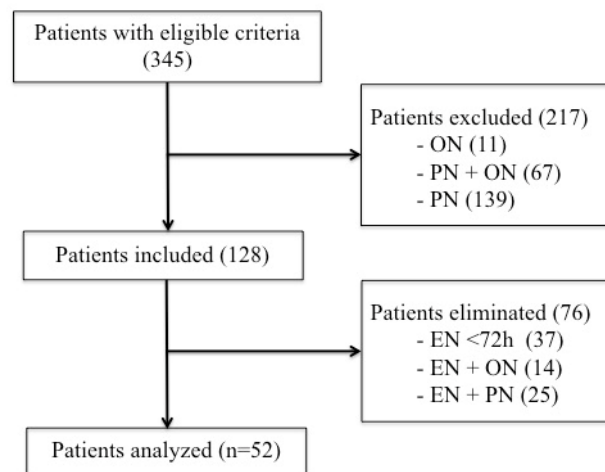 Patients with eligible criteria
(345)
Patients excluded (217)
- ON (11)
- PN + ON (67)
- PN (139)
Patients included (128)
Patients eliminated (76)
- EN <72h (37)
- EN + ON (14)
- EN + PN (25)
Patients analyzed (n=52)